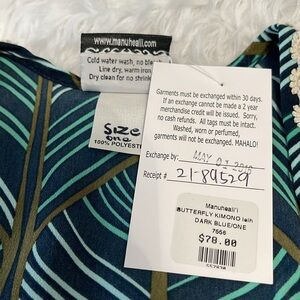 www.manuhealii.com
Cold water wash, no bleach
Line dry, warm iron
Dry clean for no shrink
Size
one
100% POLYEST
Garments must be exchanged within 30 days.
If an exchange cannot be made a 2 year
merchandise credit will be issued. Sorry,
no cash refunds. All tags must be intact.
Washed, worn or perfumed,
garments will not be exchanged. MAHALO!
Exchange by: MAY
Receipt # 21-89529
Manuheali'i
BUTTERFLY KIMONO
DARK BLUE/ONE
7566
$78.00